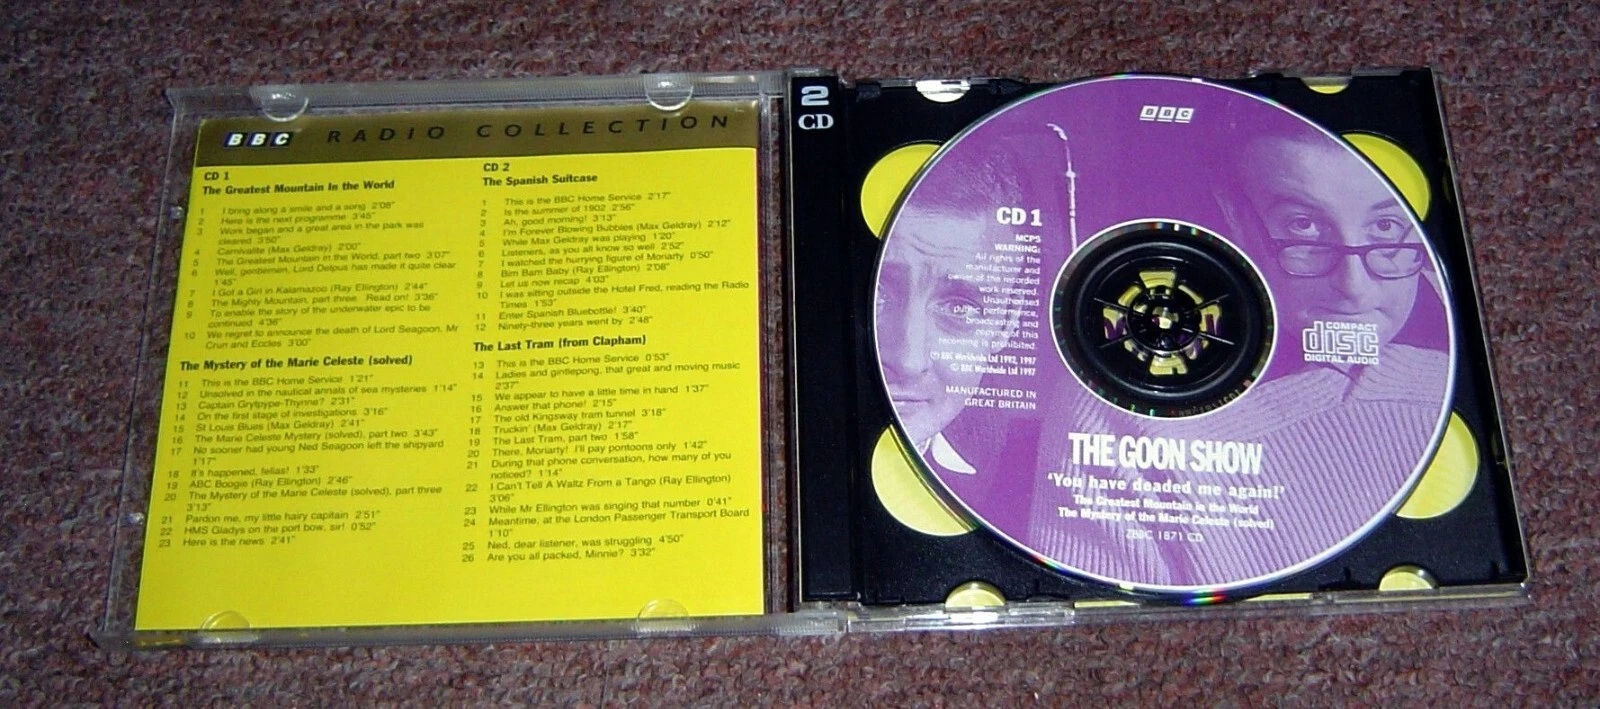 BBC RADIO COLLECTION
CD 1
The Greatest Mountain In the World
1 I bring along a smile and a song 2'08"
2 Here is the next programme 3'45"
3 Work began and a great area in the park was
cleared 3'50"
4 Carnivalite (Max Geldray) 2'00"
5 The Greatest Mountain in the World, part two 3'07"
6 Well, gentlemen, Lord Delpus has made it quite clear
1'45"
7 I Got a Girl in Kalamazoo (Ray Ellington) 2'44"
8 The Mighty Mountain, part three. Read on! 3'36"
9 To enable the story of the underwater epic to be
continued 4'36"
10 We regret to announce the death of Lord Seagoon, Mr
Crun and Eccles 3'00"
The Mystery of the Marie Celeste (solved)
11 This is the BBC Home Service 1'21"
12 Unsolved in the nautical annals of sea mysteries 1'14"
13 Captain Grytpype-Thynne? 2'31"
14 On the first stage of investigations 3'16"
15 St Louis Blues (Max Geldray) 2'41"
16 The Marie Celeste Mystery (solved), part two 3'43"
17 No sooner had young Ned Seagoon left the shipyard
1'17"
18 It's happened, fellas! 1'33"
19 ABC Boogie (Ray Ellington) 2'46"
20 The Mystery of the Marie Celeste (solved), part three
3'13"
21 Pardon me, my little hairy capitain 2'51"
22 HMS Gladys on the port bow, sir! 0'52"
23 Here is the news 2'41"
CD 2
The Spanish Suitcase
1 This is the BBC Home Service 2'17"
2 Is the summer of 1902 2'56"
3 Ah, good morning! 3'13"
4 I'm Forever Blowing Bubbles (Max Geldray) 2'12"
5 While Max Geldray was playing 1'20"
6 Listeners, as you all know so well 2'52"
7 I watched the hurrying figure of Moriarty 0'50"
8 Bim Bam Baby (Ray Ellington) 2'08"
9 Let us now recap 4'03"
10 I was sitting outside the Hotel Fred, reading the Radio
Times 1'53"
11 Enter Spanish Bluebottle! 3'40"
12 Ninety-three years went by 2'48"
The Last Tram (from Clapham)
13 This is the BBC Home Service 0'53"
14 Ladies and gintlepong, that great and moving music
2'37"
15 We appear to have a little time in hand 1'37"
16 Answer that phone! 2'15"
17 The old Kingsway tram tunnel 3'18"
18 Truckin' (Max Geldray) 2'17"
19 The Last Tram, part two 1'58"
20 There, Moriarty! I'll pay pontoons only 1'42"
21 During that phone conversation, how many of you
noticed? 1'14"
22 I Can't Tell A Waltz From a Tango (Ray Ellington)
3'06"
23 While Mr Ellington was singing that number 0'41"
24 Meantime, at the London Passenger Transport Board
1'10"
25 Ned, dear listener, was struggling 4'50"
26 Are you all packed, Minnie? 3'32"
2
CD
BBC
CD 1
MCPS
WARNING:
All rights of the
manufacturer and
owner of the recorded
work reserved.
Unauthorised
public performance,
broadcasting and
copying of this
recording is prohibited.
Ⓟ BBC Worldwide Ltd 1992, 1997
© BBC Worldwide Ltd 1997
MANUFACTURED IN
GREAT BRITAIN
COMPACT
disc
DIGITAL AUDIO
THE GOON SHOW
'You have deaded me again!'
The Greatest Mountain in the World
The Mystery of the Marie Celeste (solved)
ZBBC 1871 CD